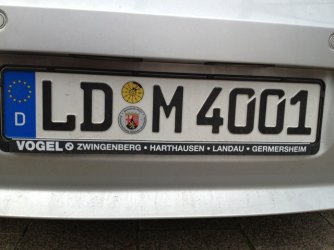 D LD M 4001
VOGEL ZWINGENBERG • HARTHAUSEN • LANDAU • GERMERSHEIM